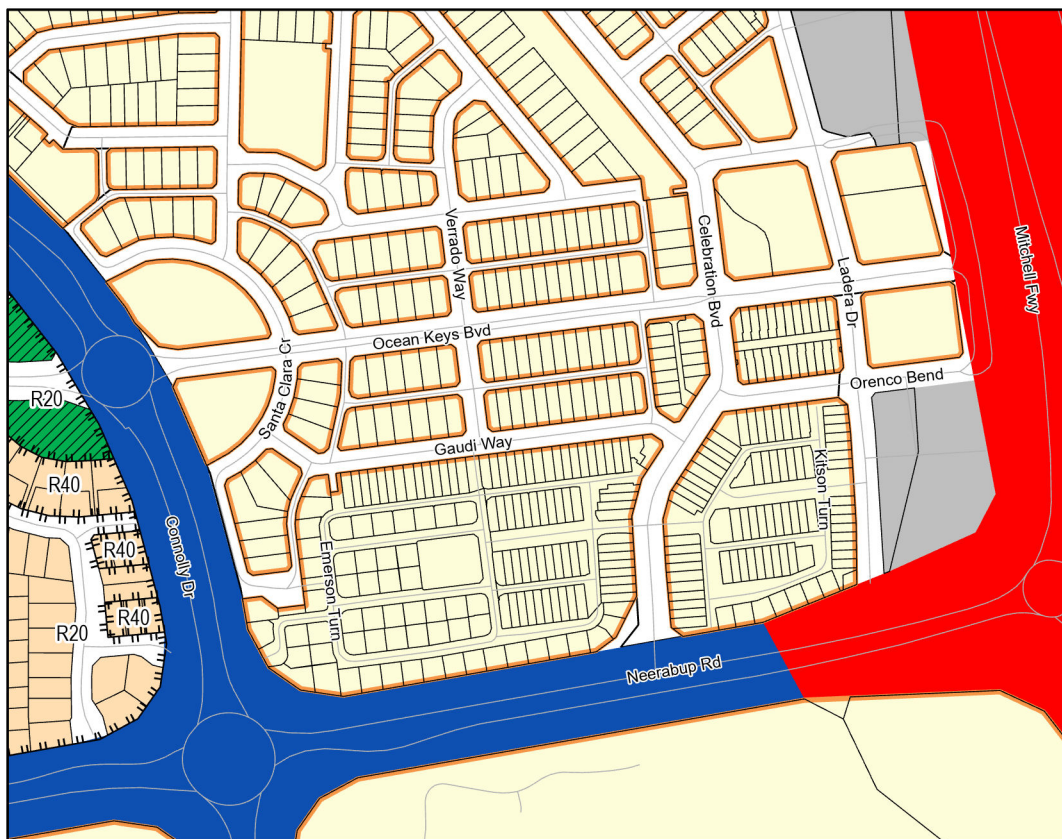 Mitchell Fwy
Verrado Way
Celebration Bvd
Ladera Dr
Ocean Keys Bvd
Santa Clara Cr
R20
Orenco Bend
Gaudi Way
R40
Kitson Turn
Connolly Dr
R40
Emerson Turn
R40
R20
Neerabup Rd